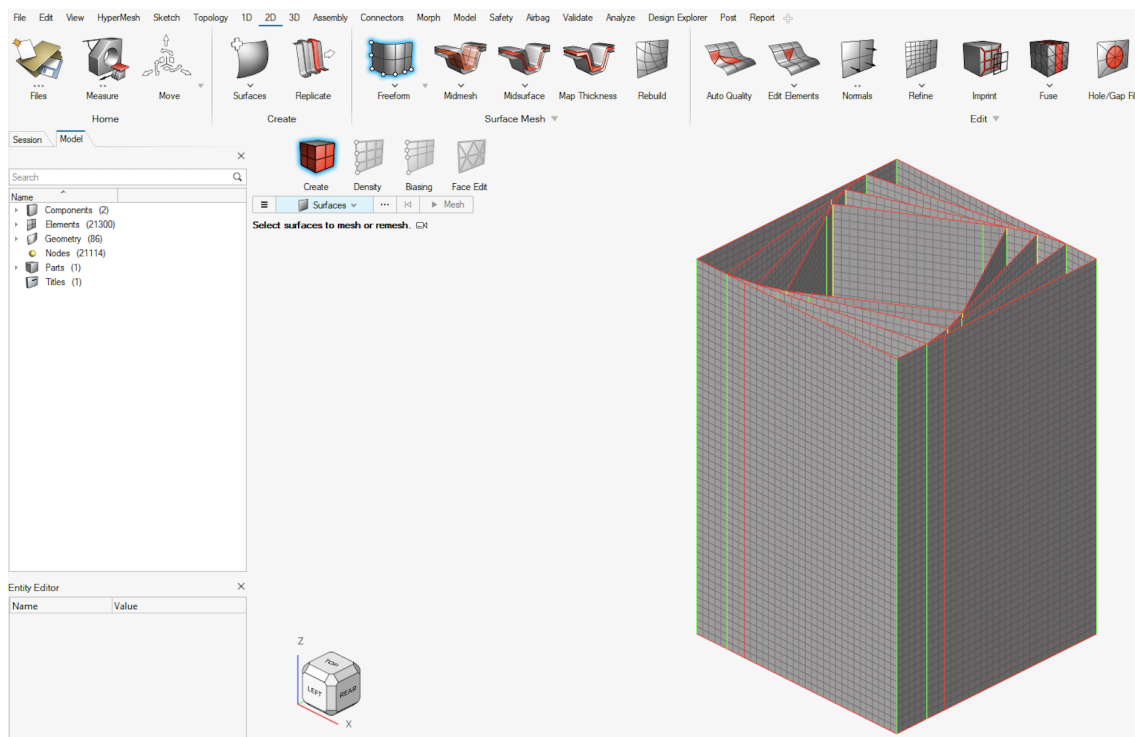 File Edit View HyperMesh Sketch Topology 1D 2D 3D Assembly Connectors Morph Model Safety Airbag Validate Analyze Design Explorer Post Report
Files Measure Move Surfaces Replicate Freeform Midmesh Midsurface Map Thickness Rebuild Auto Quality Edit Elements Normals Refine Imprint Fuse Hole/Gap Fil
Home Create Surface Mesh Edit
Session Model
Create Density Biasing Face Edit
Search
Surfaces Mesh
Name
Components (2)
Select surfaces to mesh or remesh.
Elements (21300)
Geometry (86)
Nodes (21114)
Parts (1)
Titles (1)
Entity Editor
Name Value
Z
TOP
LEFT REAR
X